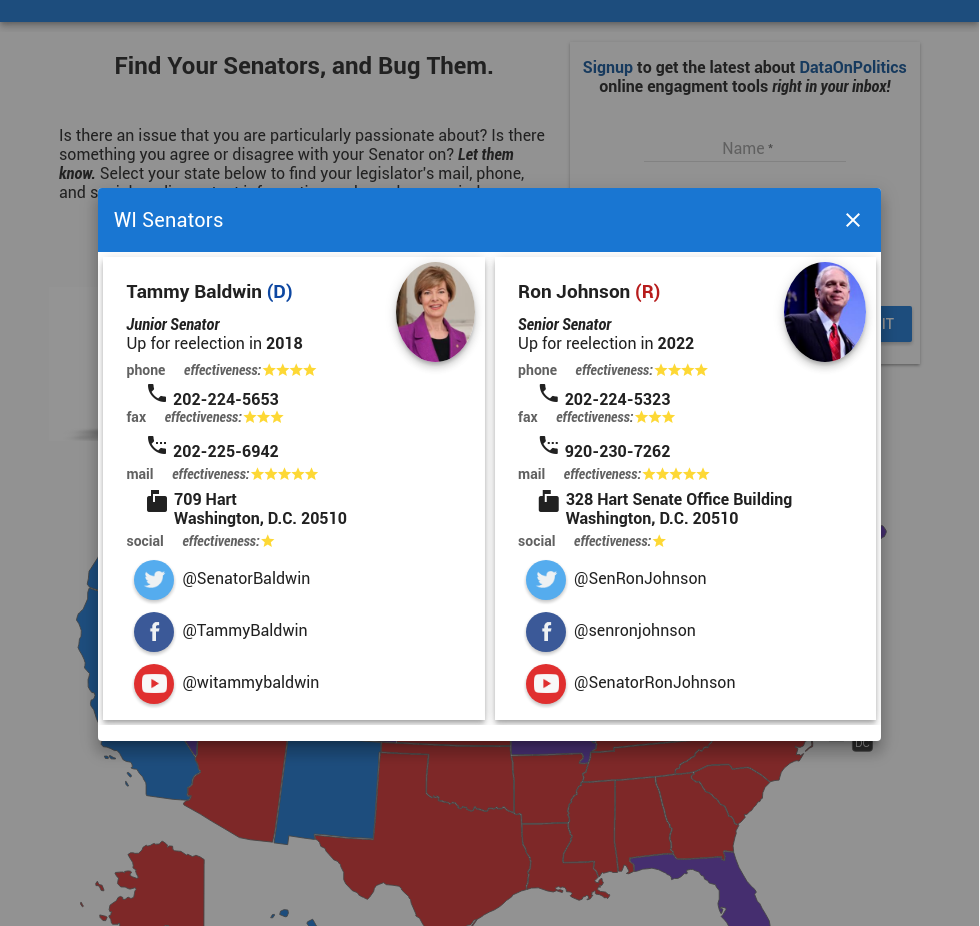 Find Your Senators, and Bug Them.
Signup to get the latest about DataOnPolitics
online engagment tools right in your inbox!
Name *
Is there an issue that you are particularly passionate about? Is there
something you agree or disagree with your Senator on? Let them
know. Select your state below to find your legislator's mail, phone,
and
WI Senators
IT
Tammy Baldwin (D)
Junior Senator
Up for reelection in 2018
phone effectiveness:
202-224-5653
fax effectiveness:
202-225-6942
mail effectiveness:
709 Hart
Washington, D.C. 20510
social effectiveness:
@SenatorBaldwin
@TammyBaldwin
@witammybaldwin
Ron Johnson (R)
Senior Senator
Up for reelection in 2022
phone effectiveness:
202-224-5323
fax effectiveness:
920-230-7262
mail effectiveness:
328 Hart Senate Office Building
Washington, D.C. 20510
social effectiveness:
@SenRonJohnson
@senronjohnson
@SenatorRonJohnson
DC